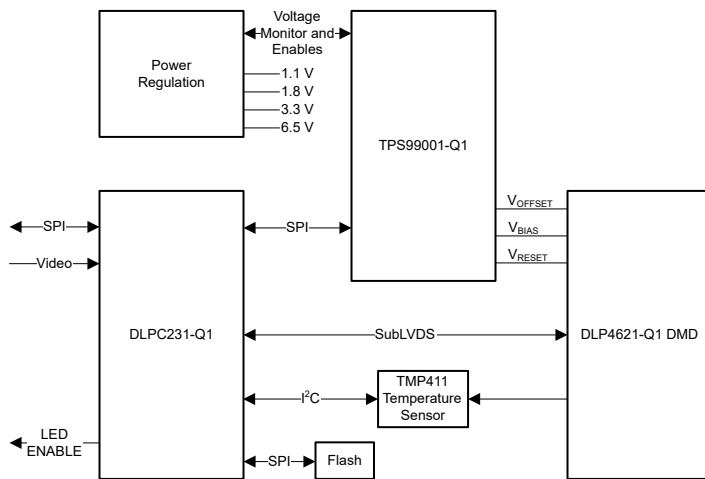 Voltage
Monitor and
Enables
Power
Regulation
1.1 V
1.8 V
3.3 V
6.5 V
TPS99001-Q1
VOFFSET
VBIAS
VRESET
SPI
Video
SPI
DLPC231-Q1
SubLVDS
DLP4621-Q1 DMD
I²C
TMP411
Temperature
Sensor
LED
ENABLE
SPI
Flash